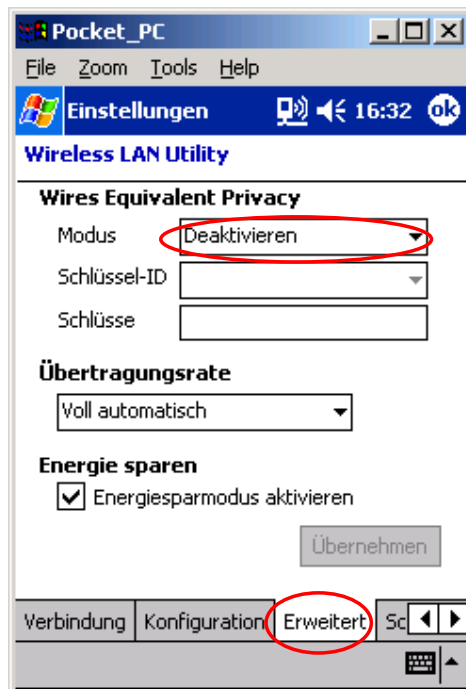 Pocket_PC
File Zoom Tools Help
Einstellungen 16:32 ok
Wireless LAN Utility
Wires Equivalent Privacy
Modus Deaktivieren
Schlüssel-ID
Schlüsse
Übertragungsrate
Voll automatisch
Energie sparen
Energiesparmodus aktivieren
Übernehmen
Verbindung Konfiguration Erweitert Sc